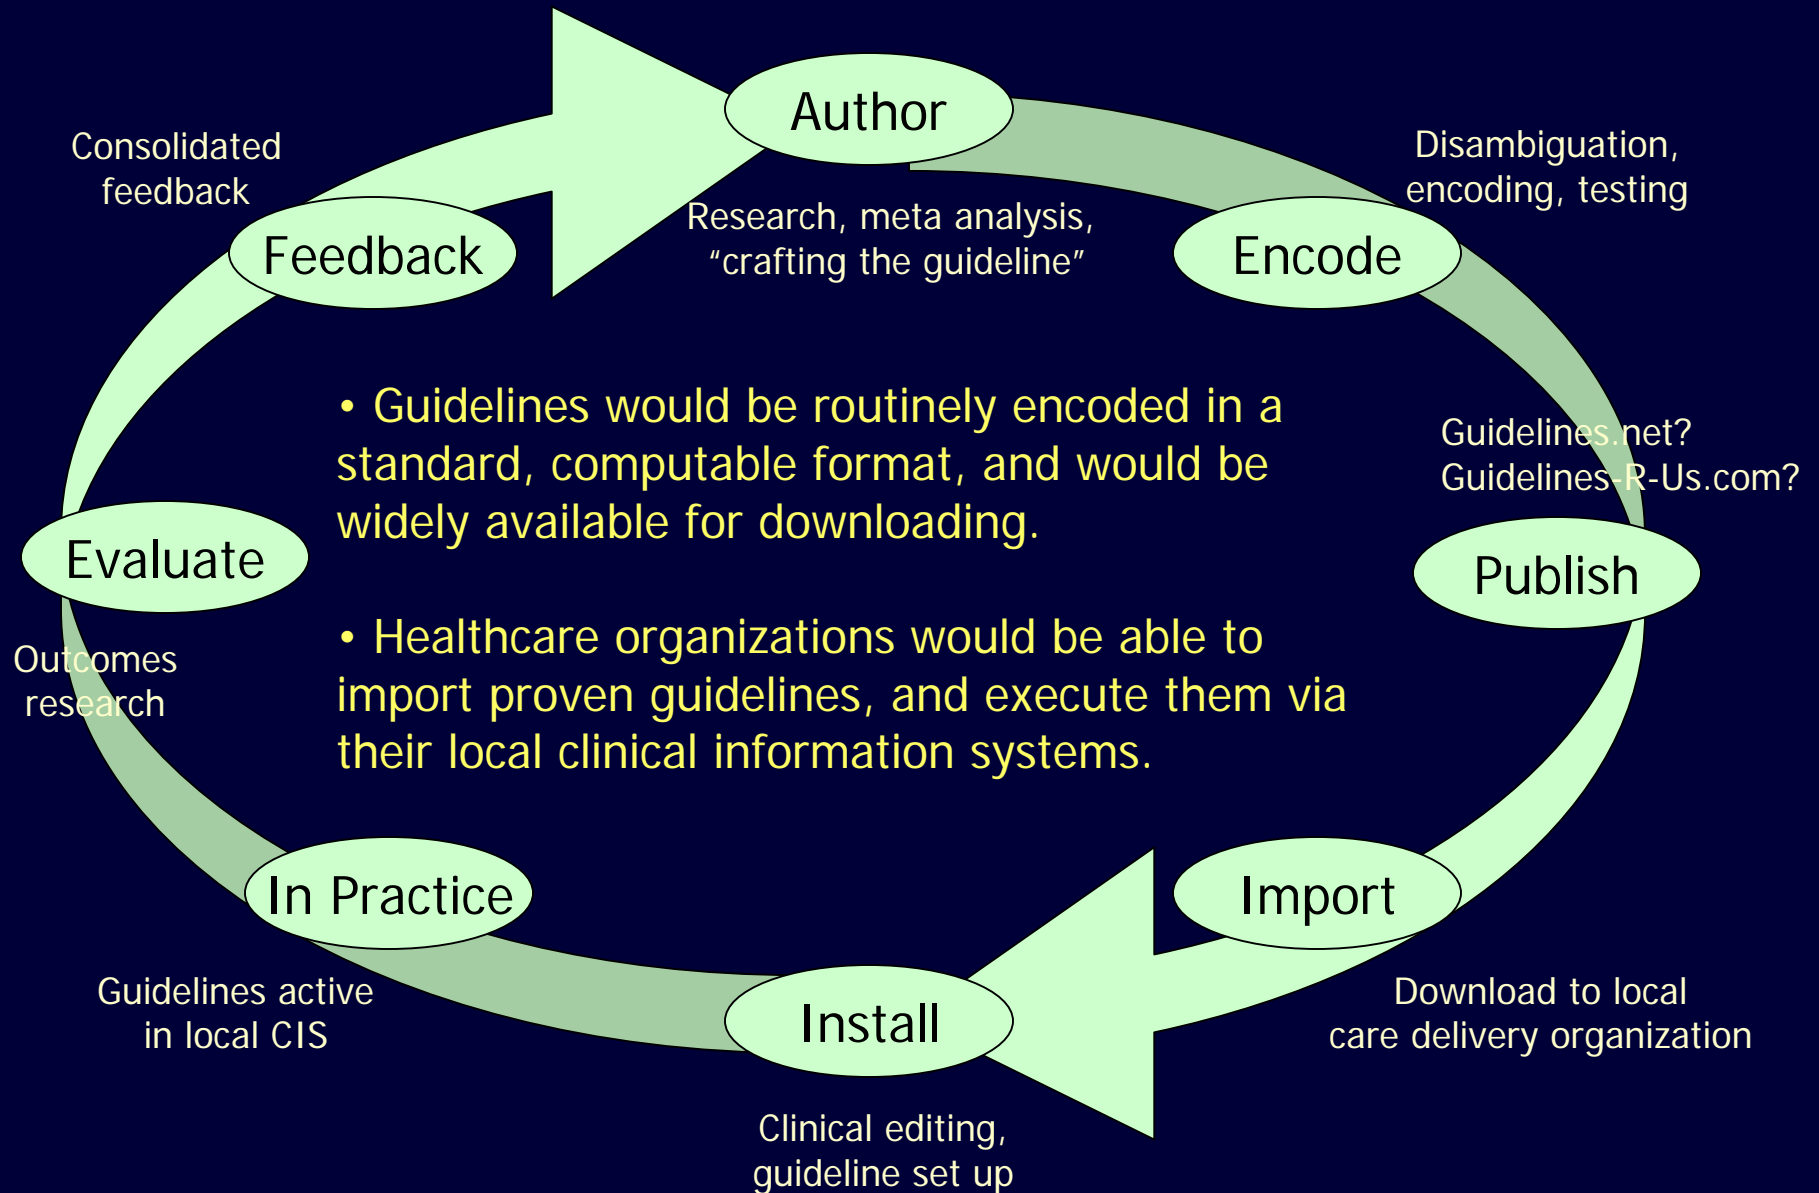 Author
Consolidated
feedback
Disambiguation,
encoding, testing
Feedback
Research, meta analysis,
“crafting the guideline”
Encode
• Guidelines would be routinely encoded in a
standard, computable format, and would be
widely available for downloading.
Guidelines.net?
Guidelines-R-Us.com?
Evaluate
Publish
• Healthcare organizations would be able to
import proven guidelines, and execute them via
their local clinical information systems.
Outcomes
research
In Practice
Import
Guidelines active
in local CIS
Install
Download to local
care delivery organization
Clinical editing,
guideline set up